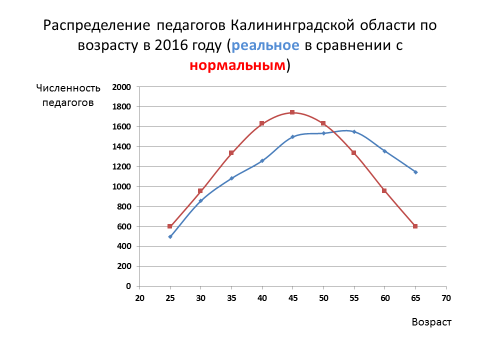 Распределение педагогов Калининградской области по
возрасту в 2016 году (реальное в сравнении с
нормальным)
Численность
педагогов
2000
1800
1600
1400
1200
1000
800
600
400
200
0
20 25 30 35 40 45 50 55 60 65 70
Возраст